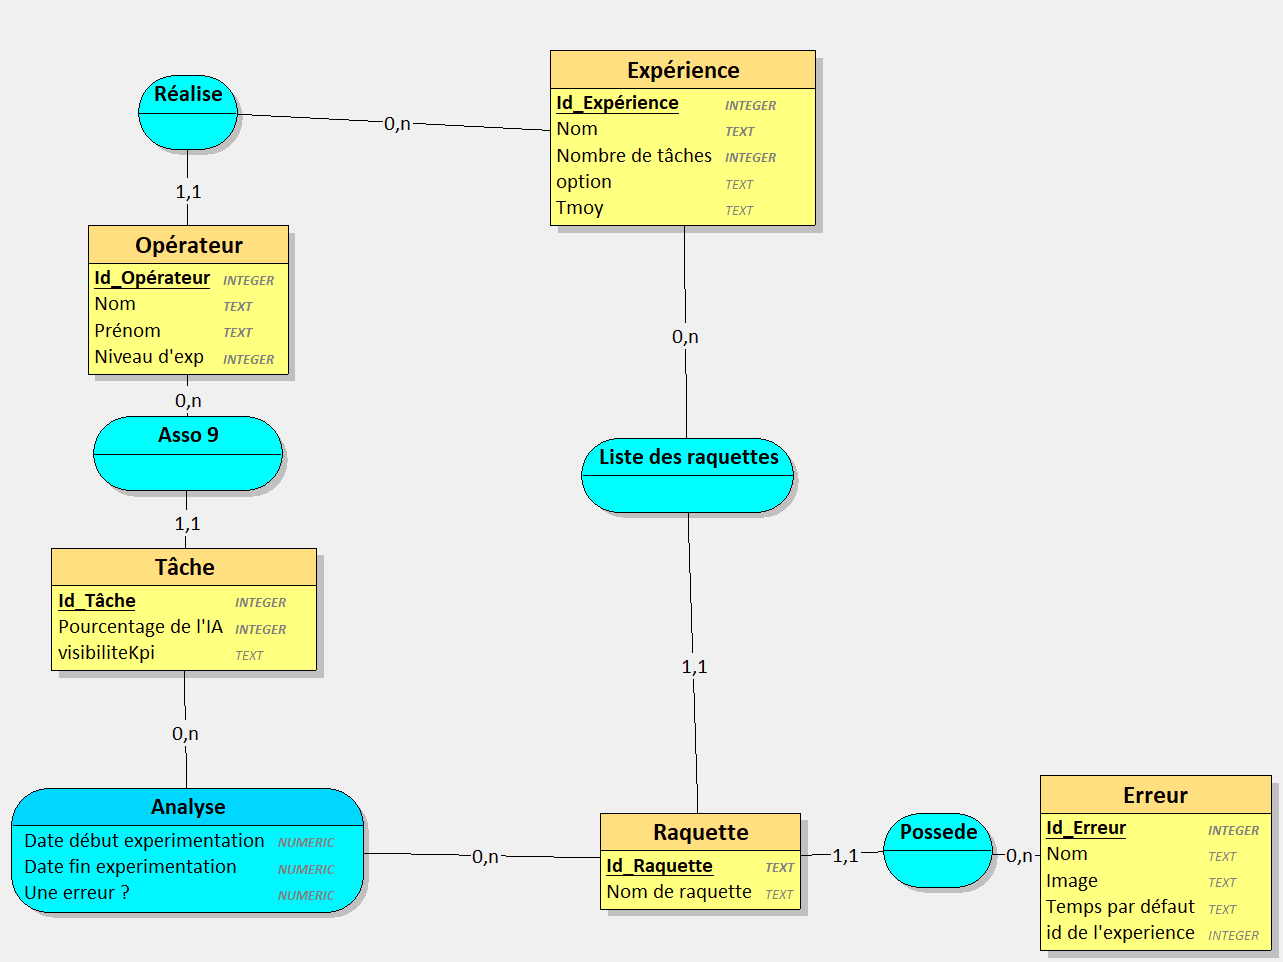 Expérience
Id_Expérience INTEGER
Nom TEXT
Nombre de tâches INTEGER
option TEXT
Tmoy TEXT
Réalise
0,n
1,1
Opérateur
Id_Opérateur INTEGER
Nom TEXT
Prénom TEXT
Niveau d'exp INTEGER
0,n
0,n
Asso 9
Liste des raquettes
1,1
Tâche
Id_Tâche INTEGER
Pourcentage de l'IA INTEGER
visibiliteKpi TEXT
1,1
0,n
Analyse
Date début experimentation NUMERIC
Date fin experimentation NUMERIC
Une erreur ? NUMERIC
0,n
Raquette
Id_Raquette TEXT
Nom de raquette TEXT
1,1
Possede
0,n
Erreur
Id_Erreur INTEGER
Nom TEXT
Image TEXT
Temps par défaut TEXT
id de l'experience INTEGER